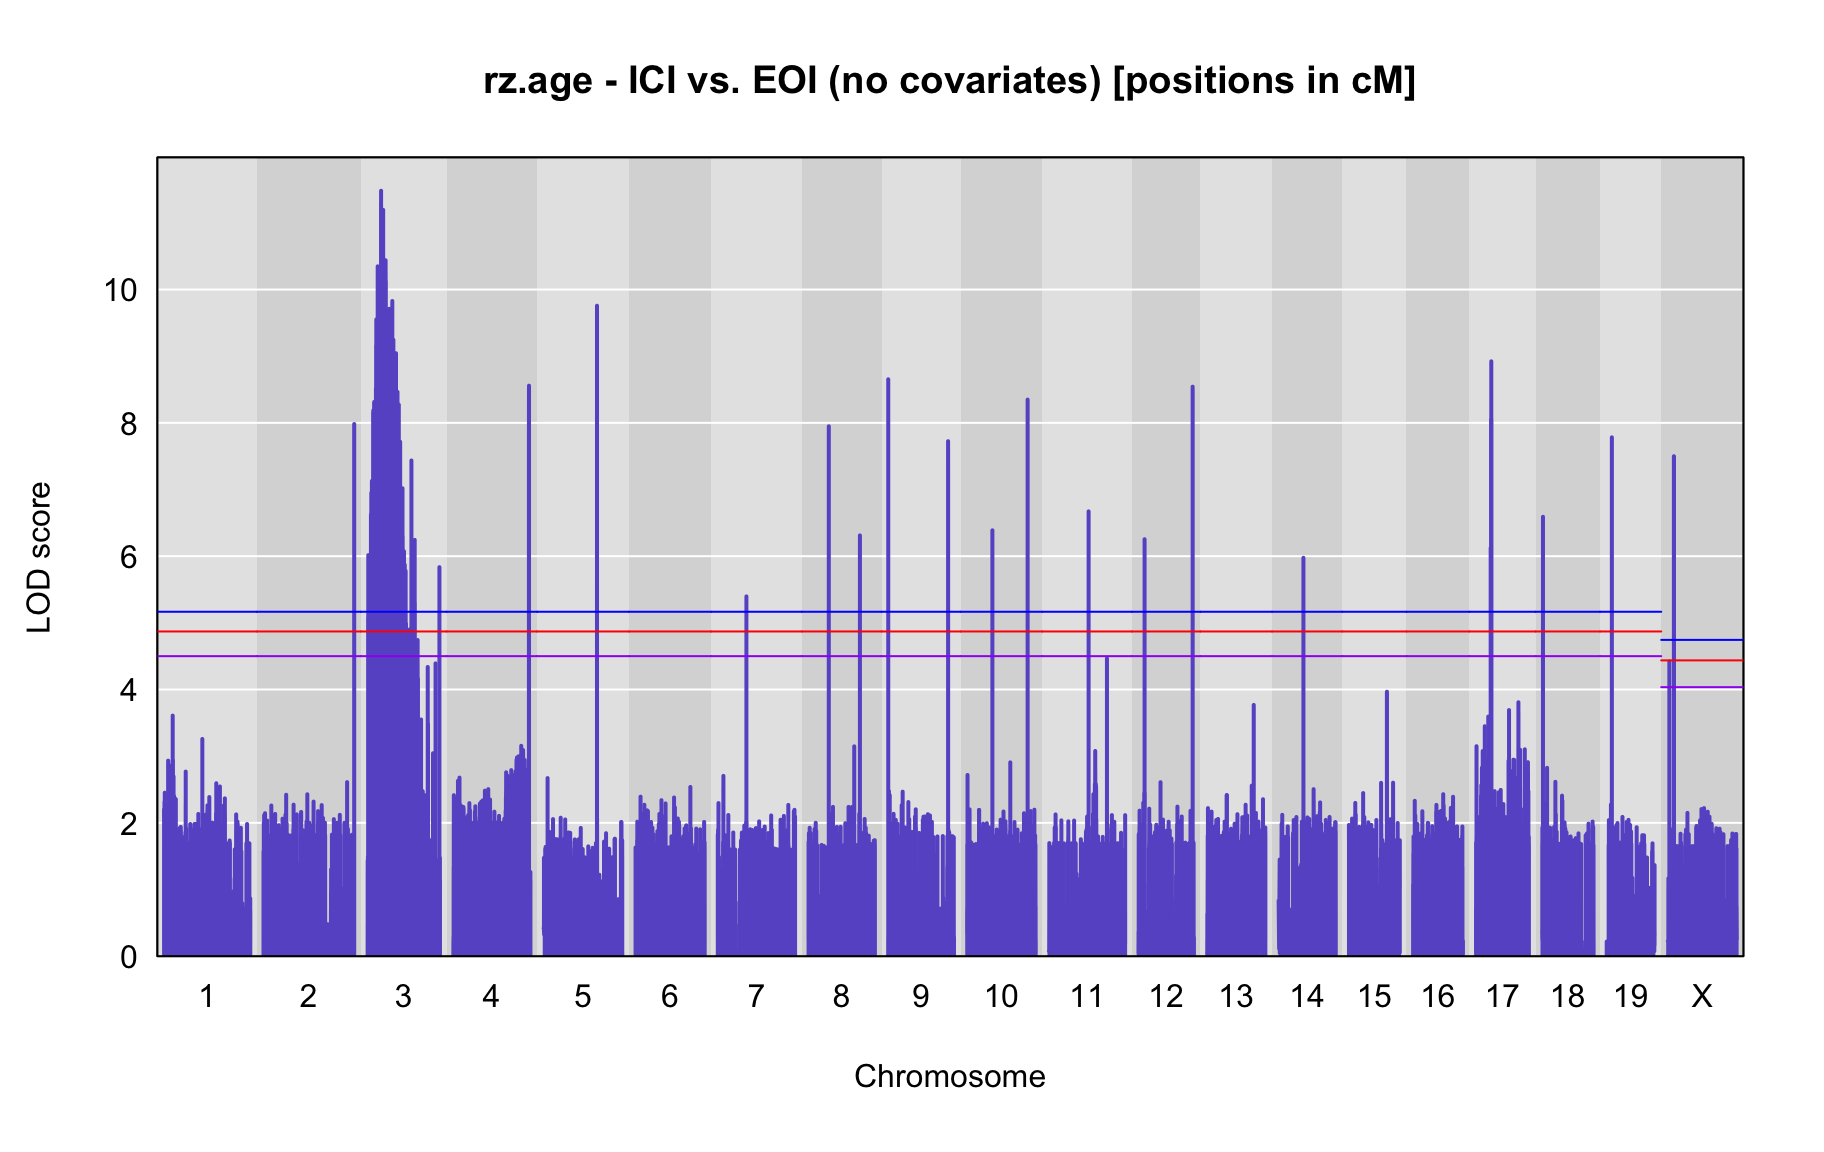 rz.age - ICI vs. EOI (no covariates) [positions in cM]
LOD score
10
8
6
4
2
0
1 2 3 4 5 6 7 8 9 10 11 12 13 14 15 16 17 18 19 X
Chromosome